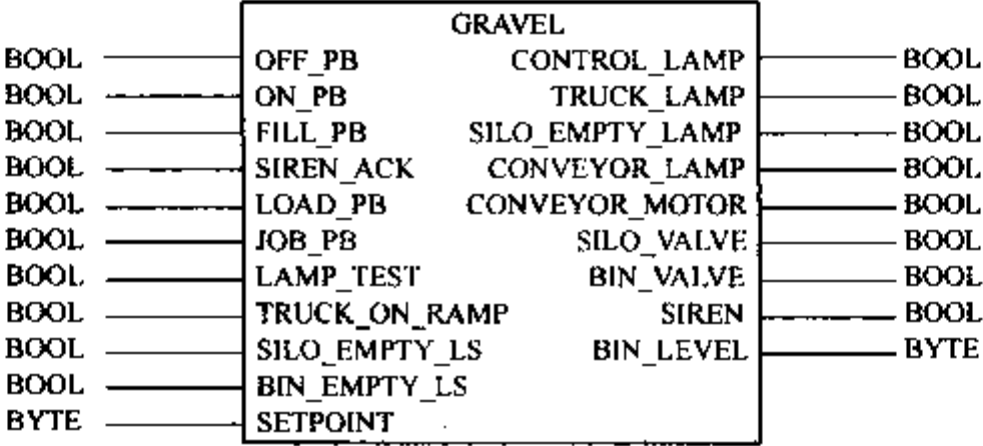 GRAVEL
BOOL OFF_PB CONTROL_LAMP BOOL
BOOL ON_PB TRUCK_LAMP BOOL
BOOL FILL_PB SILO_EMPTY_LAMP BOOL
BOOL SIREN_ACK CONVEYOR_LAMP BOOL
BOOL LOAD_PB CONVEYOR_MOTOR BOOL
BOOL JOB_PB SILO_VALVE BOOL
BOOL LAMP_TEST BIN_VALVE BOOL
BOOL TRUCK_ON_RAMP SIREN BOOL
BOOL SILO_EMPTY_LS BIN_LEVEL BYTE
BOOL BIN_EMPTY_LS
BYTE SETPOINT